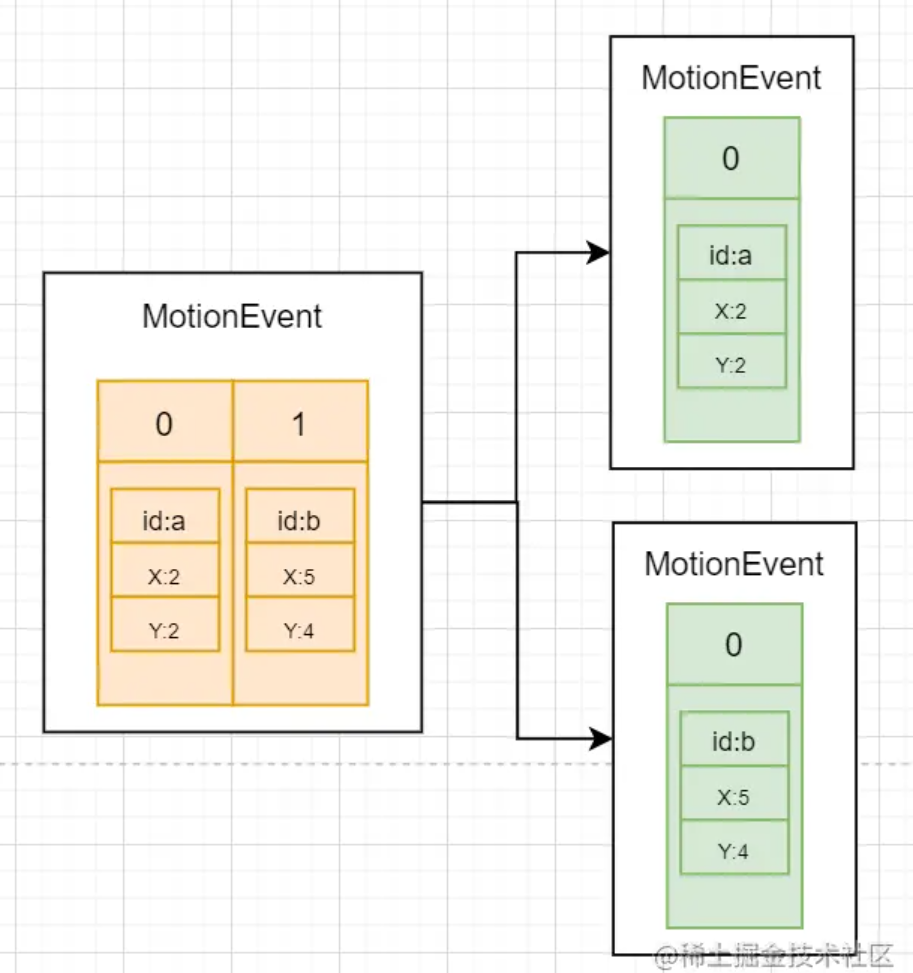 MotionEvent
0 1
id:a id:b
X:2 X:5
Y:2 Y:4
MotionEvent
0
id:a
X:2
Y:2
MotionEvent
0
id:b
X:5
Y:4
@稀土掘金技术社区